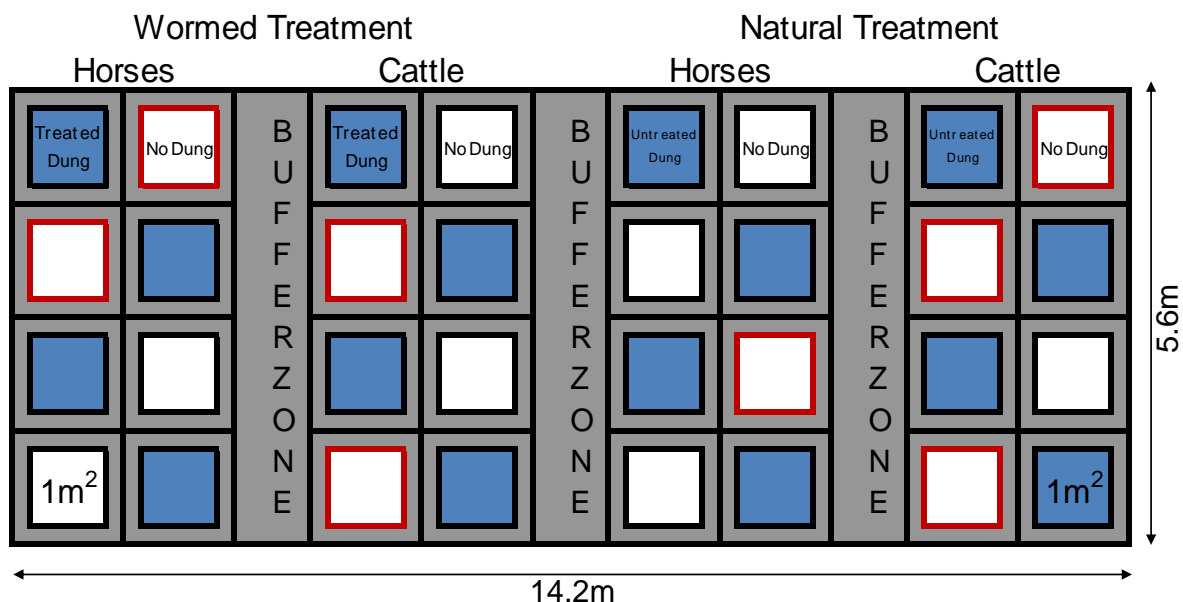 Wormed Treatment
Natural Treatment
Horses
Cattle
Horses
Cattle
Treated
Dung
No Dung
BUFFERZONE
Treated
Dung
No Dung
BUFFERZONE
Untreated
Dung
No Dung
BUFFERZONE
Untreated
Dung
No Dung
1m²
1m²
5.6m
14.2m